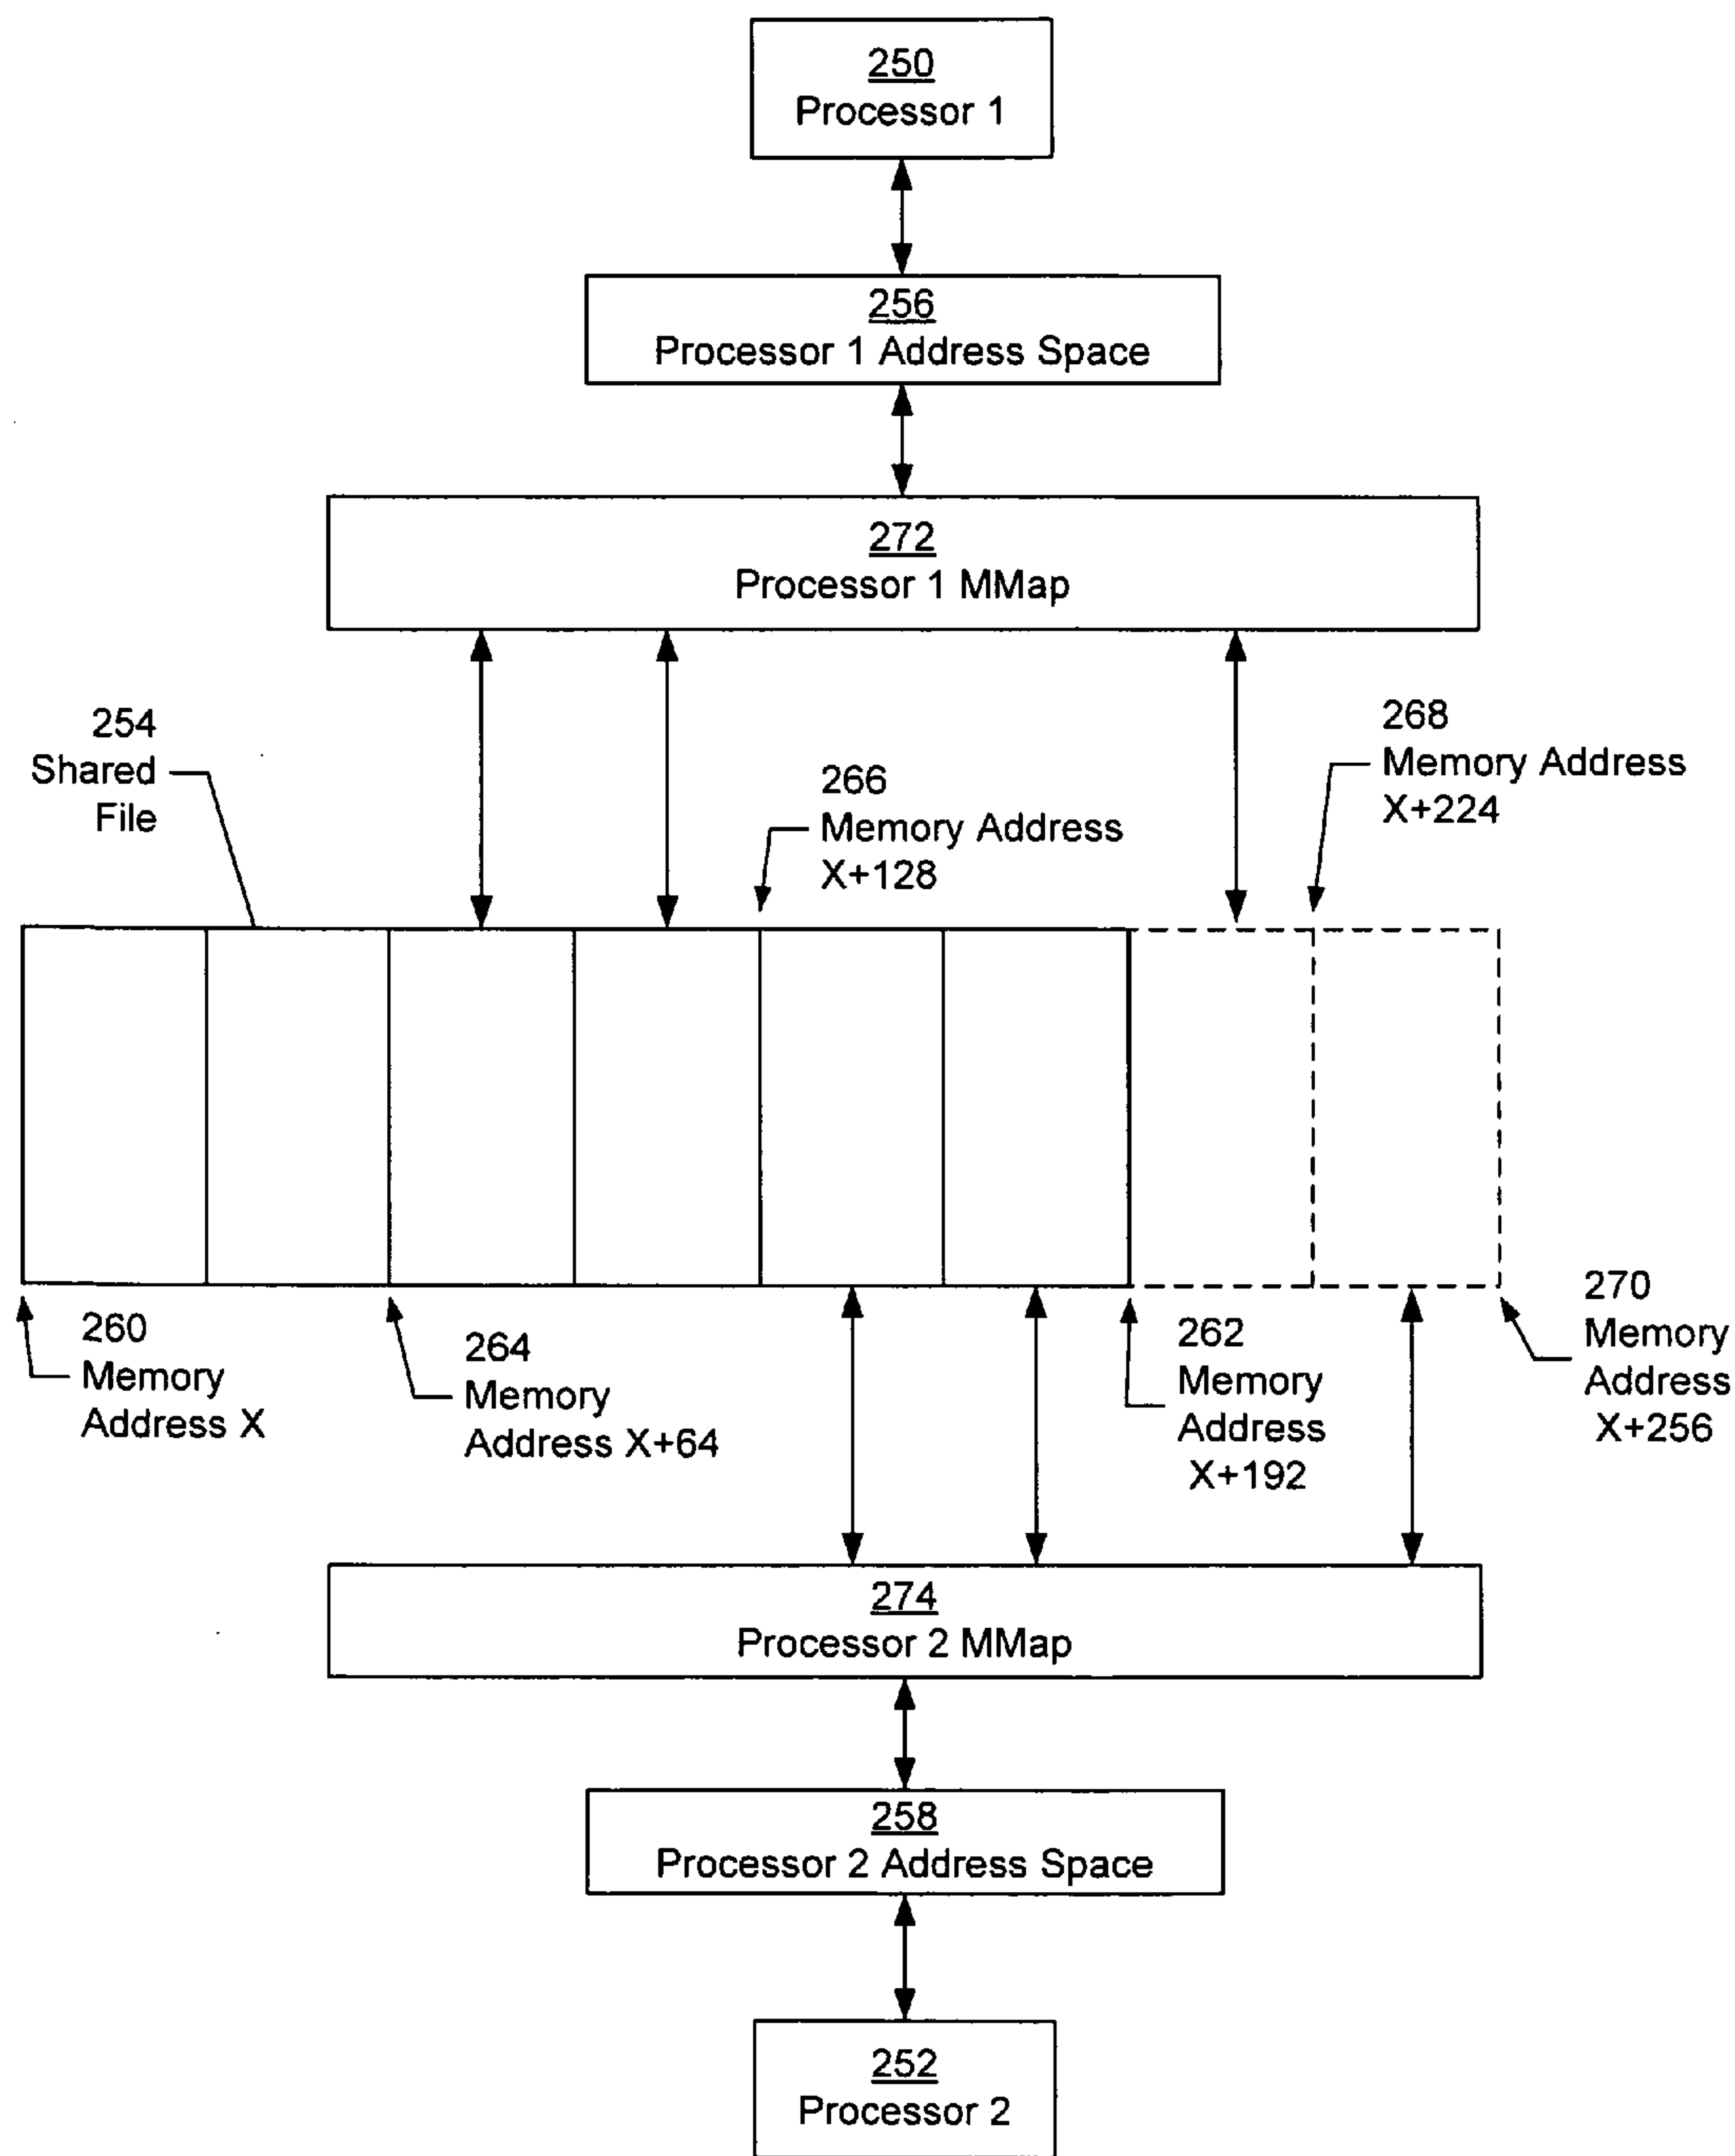 250
Processor 1
256
Processor 1 Address Space
272
Processor 1 MMap
254
Shared
File
266
Memory Address
X+128
268
Memory Address
X+224
260
Memory
Address X
264
Memory
Address X+64
262
Memory
Address
X+192
270
Memory
Address
X+256
274
Processor 2 MMap
258
Processor 2 Address Space
252
Processor 2